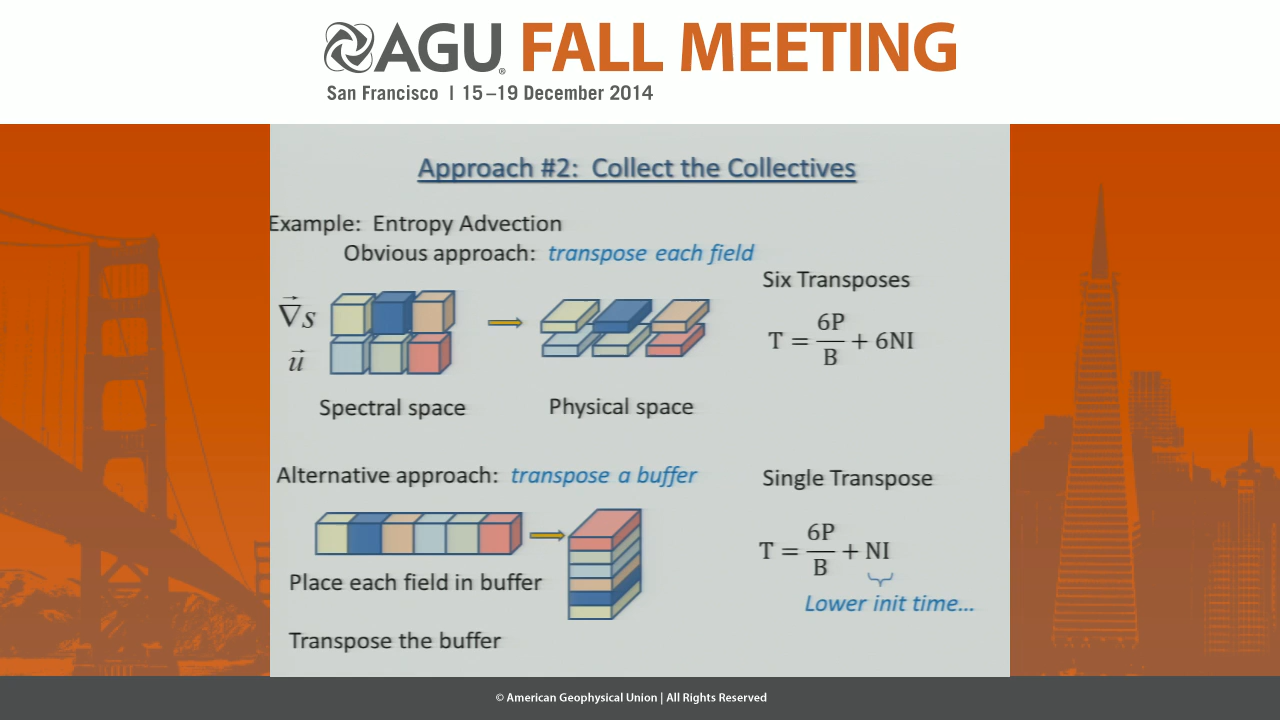 AGU® FALL MEETING
San Francisco | 15–19 December 2014
Approach #2: Collect the Collectives
Example: Entropy Advection
Obvious approach: transpose each field
Six Transposes
∇⃗s
u⃗
T = 6P/B + 6NI
Spectral space
Physical space
Alternative approach: transpose a buffer
Single Transpose
T = 6P/B + NI
Place each field in buffer
Lower init time...
Transpose the buffer
© American Geophysical Union | All Rights Reserved